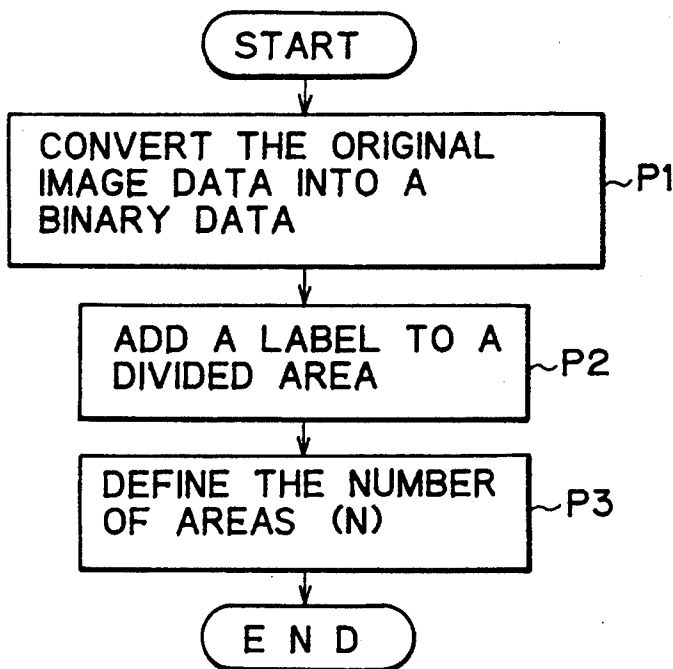 START
CONVERT THE ORIGINAL
IMAGE DATA INTO A
BINARY DATA
P1
ADD A LABEL TO A
DIVIDED AREA
P2
DEFINE THE NUMBER
OF AREAS (N)
P3
END